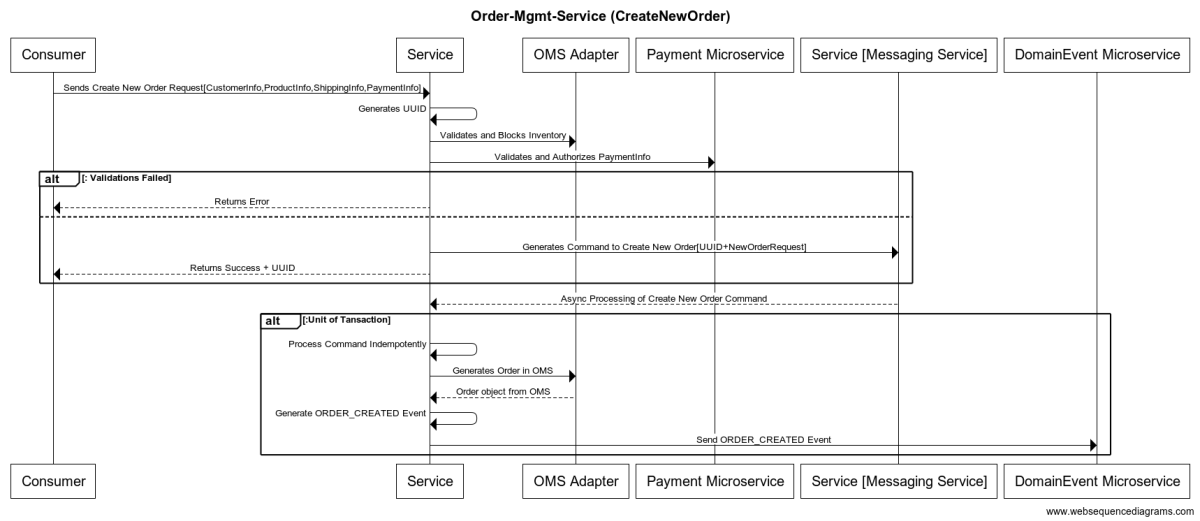 Order-Mgmt-Service (CreateNewOrder)
Consumer
Service
OMS Adapter
Payment Microservice
Service [Messaging Service]
DomainEvent Microservice
Sends Create New Order Request[CustomerInfo,ProductInfo,ShippingInfo,PaymentInfo]
Generates UUID
Validates and Blocks Inventory
Validates and Authorizes PaymentInfo
alt [: Validations Failed]
Returns Error
Generates Command to Create New Order[UUID+NewOrderRequest]
Returns Success + UUID
Async Processing of Create New Order Command
alt [:Unit of Tansaction]
Process Command Indempotently
Generates Order in OMS
Order object from OMS
Generate ORDER_CREATED Event
Send ORDER_CREATED Event
Consumer
Service
OMS Adapter
Payment Microservice
Service [Messaging Service]
DomainEvent Microservice
www.websequencediagrams.com